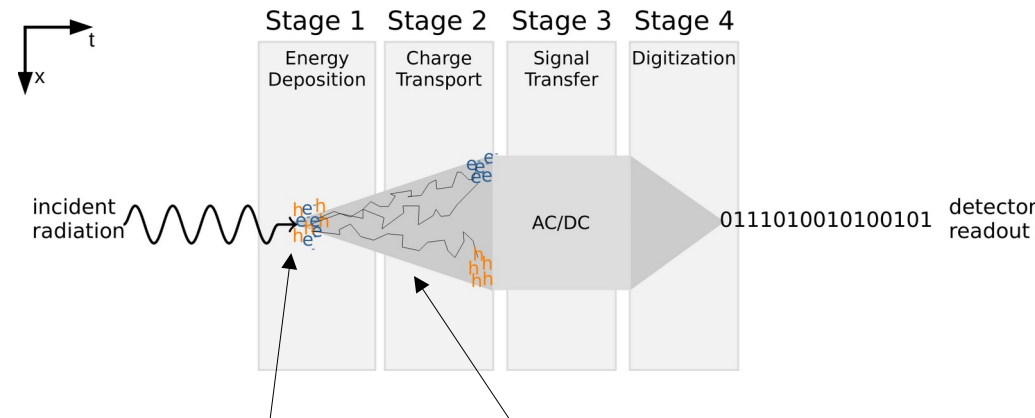 Stage 1 Stage 2 Stage 3 Stage 4
t
x
Energy
Deposition
Charge
Transport
Signal
Transfer
Digitization
incident
radiation
h e- h
e- e e h
h h e
e-
e e e- e-
e e
h h
h h
h h
AC/DC
0111010010100101
detector
readout